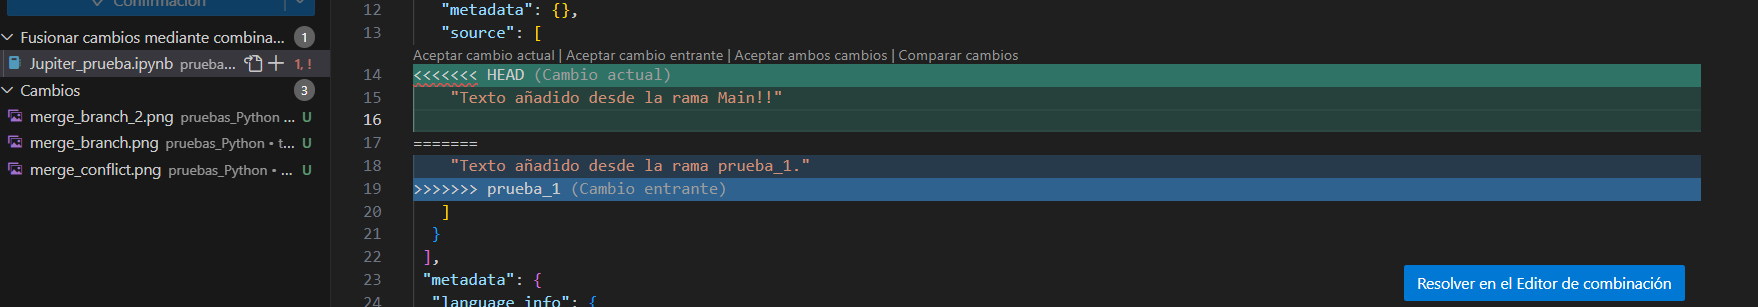 Confirmación
Fusionar cambios mediante combina... 1
Jupiter_prueba.ipynb prueba... 1, !
Cambios 3
merge_branch_2.png pruebas_Python ... U
merge_branch.png pruebas_Python • t... U
merge_conflict.png pruebas_Python • ... U
12 "metadata": {},
13 "source": [
Aceptar cambio actual | Aceptar cambio entrante | Aceptar ambos cambios | Comparar cambios
14 <<<<<<< HEAD (Cambio actual)
15 "Texto añadido desde la rama Main!!"
16
17 =======
18 "Texto añadido desde la rama prueba_1."
19 >>>>>>> prueba_1 (Cambio entrante)
20 ]
21 }
22 ],
23 "metadata": {
24 "language_info": {
Resolver en el Editor de combinación